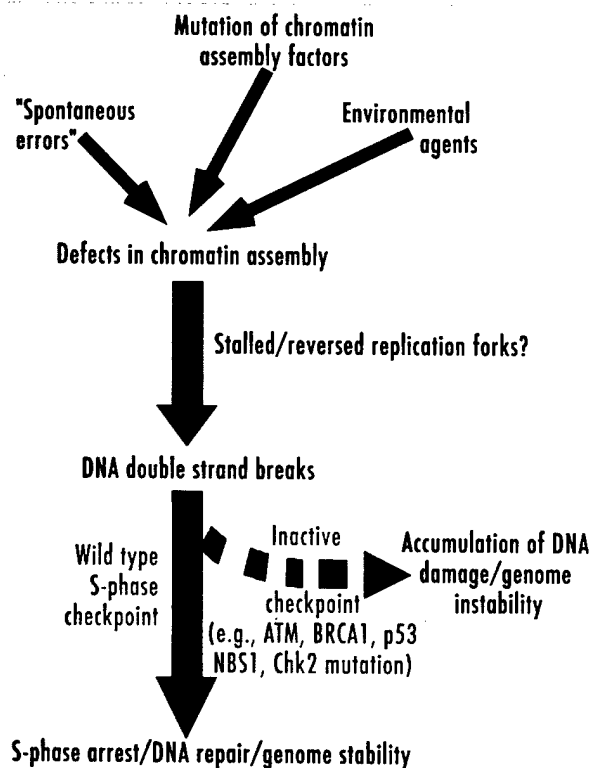 Mutation of chromatin
assembly factors
"Spontaneous
errors"
Environmental
agents
Defects in chromatin assembly
Stalled/reversed replication forks?
DNA double strand breaks
Wild type
S-phase
checkpoint
Inactive
checkpoint
(e.g., ATM, BRCA1, p53
NBS1, Chk2 mutation)
Accumulation of DNA
damage/genome
instability
S-phase arrest/DNA repair/genome stability